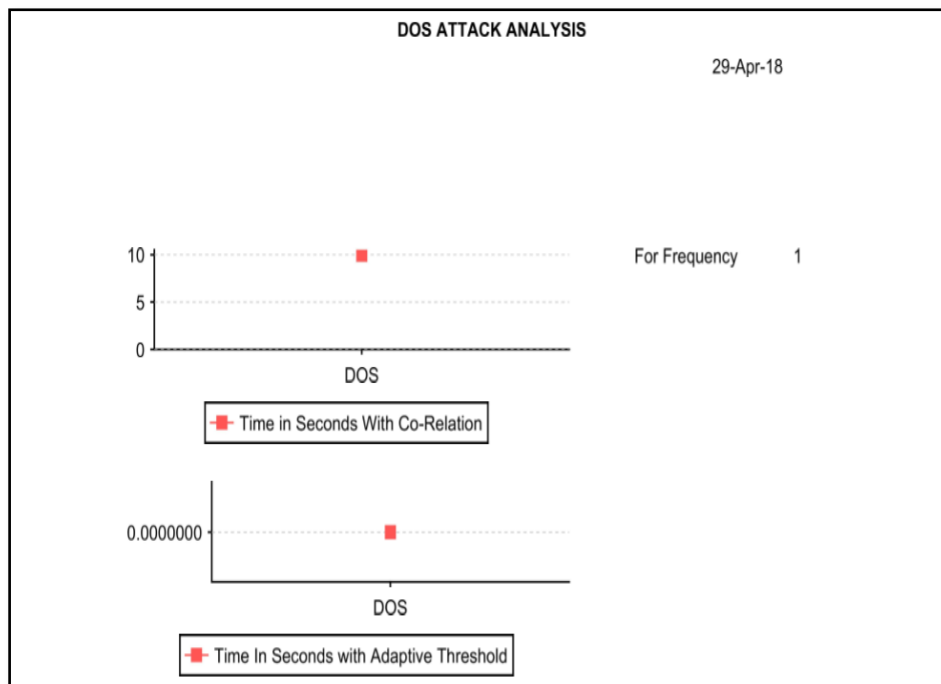 DOS ATTACK ANALYSIS
29-Apr-18
10
For Frequency 1
5
0
DOS
Time in Seconds With Co-Relation
0.0000000
DOS
Time In Seconds with Adaptive Threshold